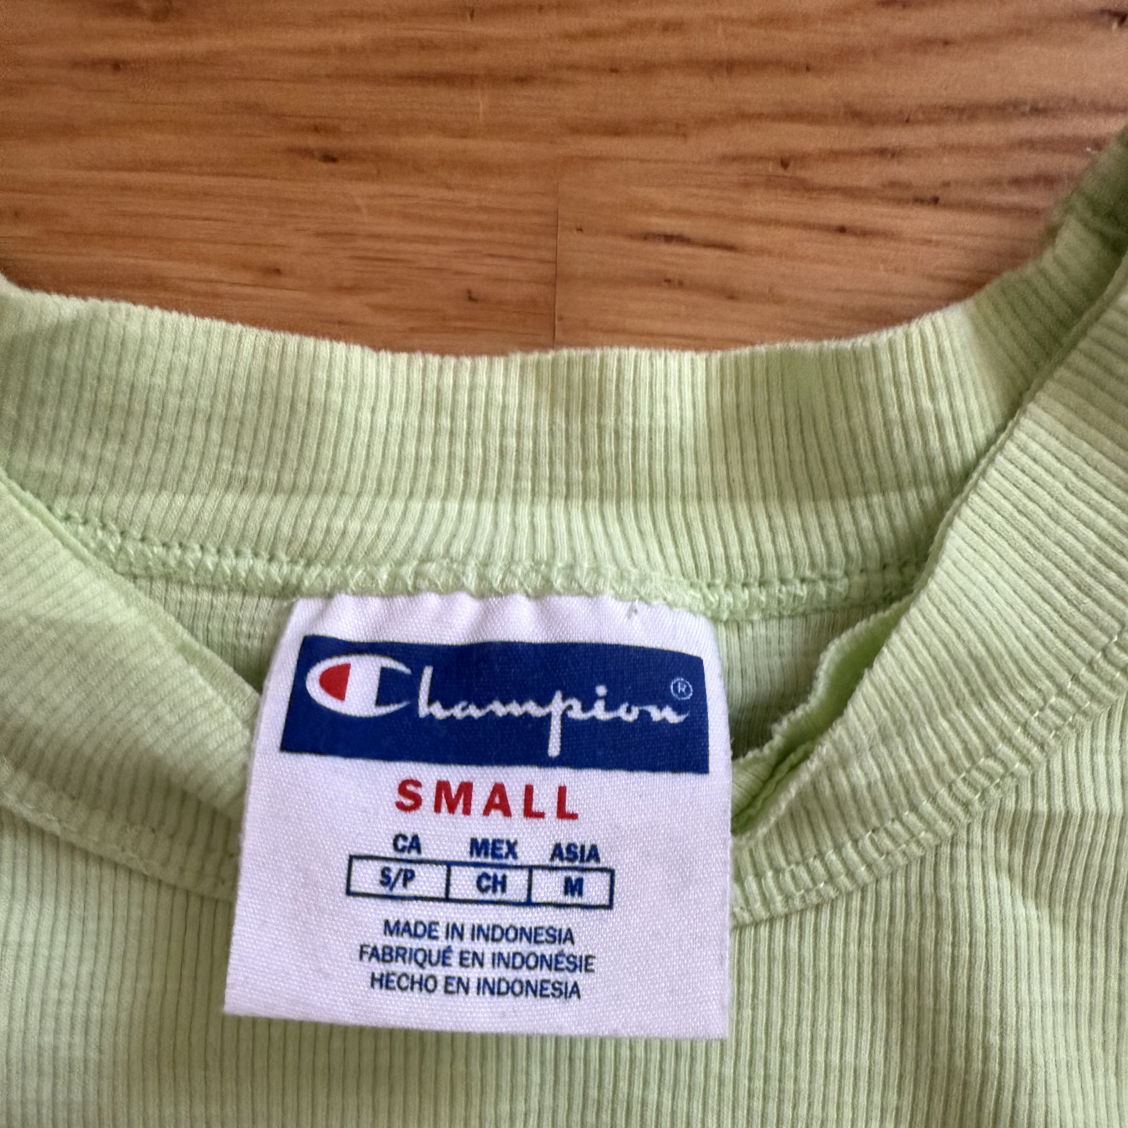 Champion®
SMALL
CA MEX ASIA
S/P CH M
MADE IN INDONESIA
FABRIQUÉ EN INDONÉSIE
HECHO EN INDONESIA